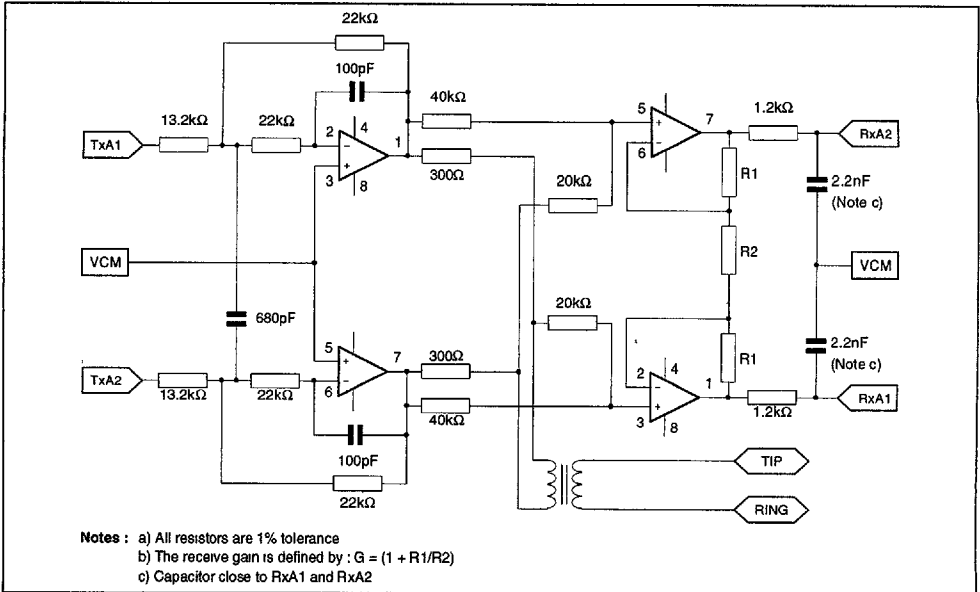 22kΩ
100pF
40kΩ
1.2kΩ
13.2kΩ
22kΩ
2
4
1
5
7
TxA1
RxA2
3
8
300Ω
6
R1
20kΩ
2.2nF
(Note c)
R2
VCM
VCM
20kΩ
680pF
5
7
300Ω
2.2nF
(Note c)
R1
TxA2
6
2
4
1
RxA1
13.2kΩ
22kΩ
40kΩ
3
8
1.2kΩ
100pF
TIP
22kΩ
RING
Notes : a) All resistors are 1% tolerance
b) The receive gain is defined by : G = (1 + R1/R2)
c) Capacitor close to RxA1 and RxA2